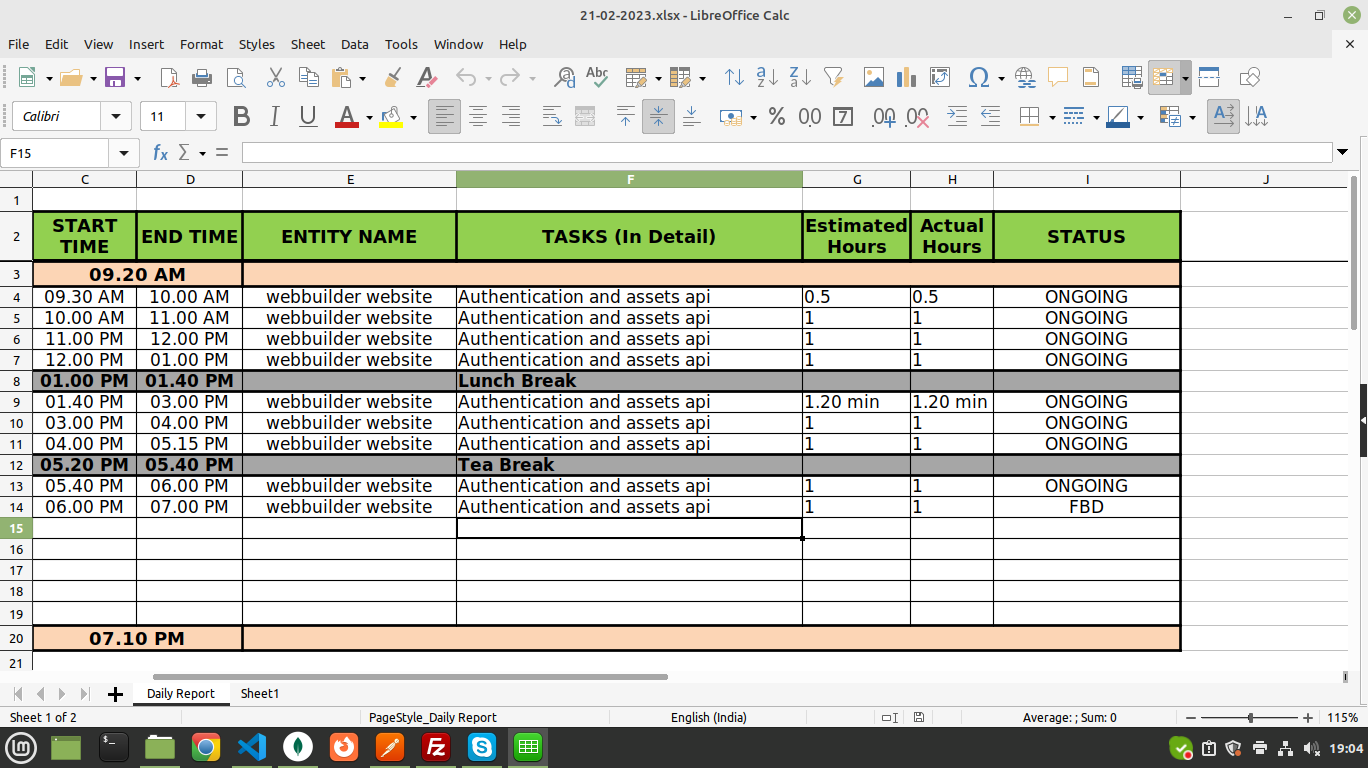 21-02-2023.xlsx - LibreOffice Calc
File Edit View Insert Format Styles Sheet Data Tools Window Help
Calibri 11
F15
C D E F G H I J
1
2 START TIME END TIME ENTITY NAME TASKS (In Detail) Estimated Hours Actual Hours STATUS
3 09.20 AM
4 09.30 AM 10.00 AM webbuilder website Authentication and assets api 0.5 0.5 ONGOING
5 10.00 AM 11.00 AM webbuilder website Authentication and assets api 1 1 ONGOING
6 11.00 PM 12.00 PM webbuilder website Authentication and assets api 1 1 ONGOING
7 12.00 PM 01.00 PM webbuilder website Authentication and assets api 1 1 ONGOING
8 01.00 PM 01.40 PM Lunch Break
9 01.40 PM 03.00 PM webbuilder website Authentication and assets api 1.20 min 1.20 min ONGOING
10 03.00 PM 04.00 PM webbuilder website Authentication and assets api 1 1 ONGOING
11 04.00 PM 05.15 PM webbuilder website Authentication and assets api 1 1 ONGOING
12 05.20 PM 05.40 PM Tea Break
13 05.40 PM 06.00 PM webbuilder website Authentication and assets api 1 1 ONGOING
14 06.00 PM 07.00 PM webbuilder website Authentication and assets api 1 1 FBD
15
16
17
18
19
20 07.10 PM
21
Daily Report Sheet1
Sheet 1 of 2 PageStyle_Daily Report English (India) Average: ; Sum: 0 115%
19:04